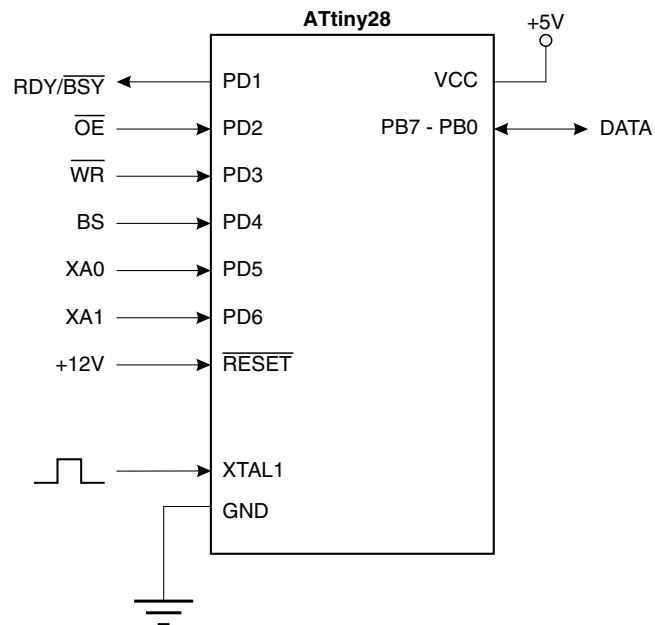 ATtiny28
+5V
RDY/BSY PD1 VCC
OE PD2 PB7 - PB0 DATA
WR PD3
BS PD4
XA0 PD5
XA1 PD6
+12V RESET
XTAL1
GND